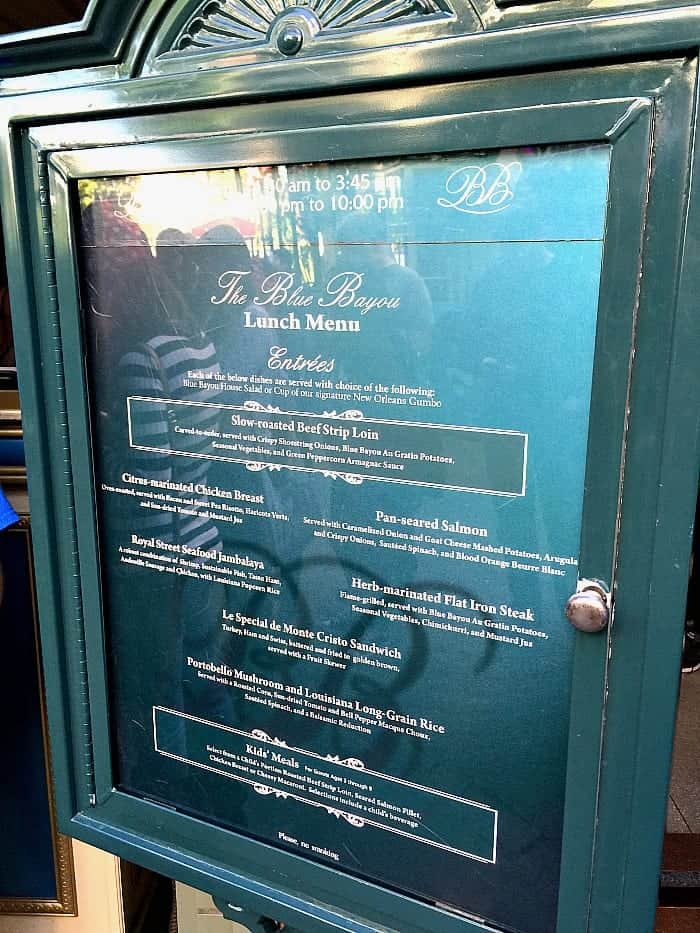 am to 3:45 pm
pm to 10:00 pm
BB
The Blue Bayou
Lunch Menu
Entrées
Each of the below dishes are served with choice of the following:
Blue Bayou House Salad or Cup of our signature New Orleans Gumbo
Slow-roasted Beef Strip Loin
Carved-to-order, served with Crispy Shoestring Onions, Blue Bayou Au Gratin Potatoes,
Seasonal Vegetables, and Green Peppercorn Armagnac Sauce
Citrus-marinated Chicken Breast
Oven-roasted, served with Bacon and Sweet Pea Risotto, Haricots Verts,
and Sun-dried Tomato and Mustard Jus
Pan-seared Salmon
Served with Caramelized Onion and Goat Cheese Mashed Potatoes, Arugula
and Crispy Onions, Sautéed Spinach, and Blood Orange Beurre Blanc
Royal Street Seafood Jambalaya
A robust combination of Shrimp, Sustainable Fish, Tasso Ham,
Andouille Sausage and Chicken, with Louisiana Popcorn Rice
Herb-marinated Flat Iron Steak
Flame-grilled, served with Blue Bayou Au Gratin Potatoes,
Seasonal Vegetables, Chimichurri, and Mustard Jus
Le Special de Monte Cristo Sandwich
Turkey, Ham and Swiss, battered and fried to golden brown,
served with a Fruit Skewer
Portobello Mushroom and Louisiana Long-Grain Rice
Served with a Roasted Corn, Sun-dried Tomato and Bell Pepper Macque Choux,
Sautéed Spinach, and a Balsamic Reduction
Kids' Meals For Guests Ages 3 through 9
Select from a Child's Portion Roasted Beef Strip Loin, Seared Salmon Fillet,
Chicken Breast or Cheesy Macaroni. Selections include a child's beverage
Please, no smoking